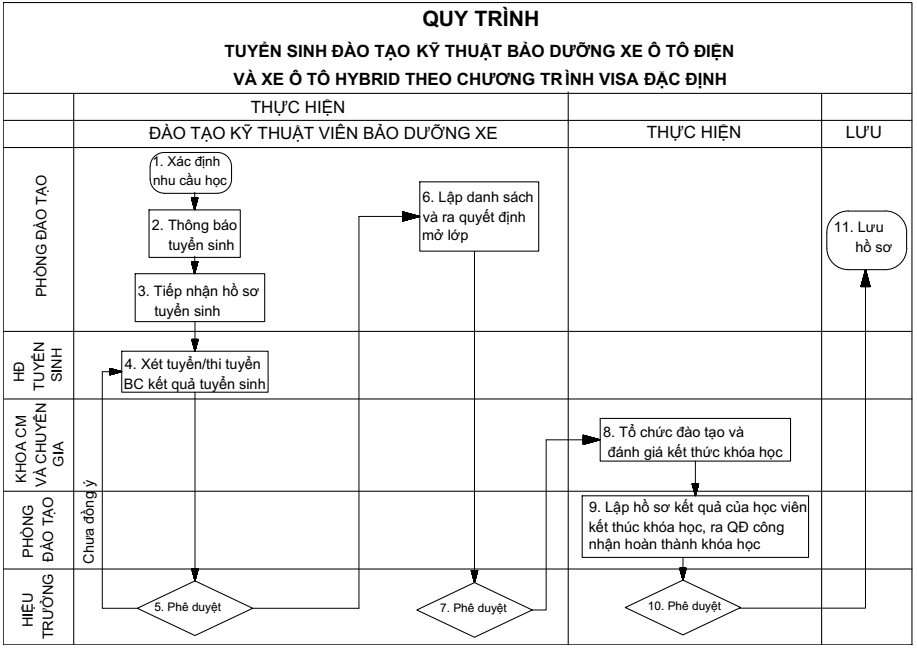 QUY TRÌNH
TUYỂN SINH ĐÀO TẠO KỸ THUẬT BẢO DƯỠNG XE Ô TÔ ĐIỆN
VÀ XE Ô TÔ HYBRID THEO CHƯƠNG TRÌNH VISA ĐẶC ĐỊNH
THỰC HIỆN
ĐÀO TẠO KỸ THUẬT VIÊN BẢO DƯỠNG XE
THỰC HIỆN
LƯU
PHÒNG ĐÀO TẠO
1. Xác định
nhu cầu học
2. Thông báo
tuyển sinh
3. Tiếp nhận hồ sơ
tuyển sinh
6. Lập danh sách
và ra quyết định
mở lớp
11. Lưu
hồ sơ
HĐ
TUYỂN
SINH
4. Xét tuyển/thi tuyển
BC kết quả tuyển sinh
KHOA CM
VÀ CHUYÊN
GIA
8. Tổ chức đào tạo và
đánh giá kết thức khóa học
PHÒNG
ĐÀO TẠO
Chưa đồng ý
9. Lập hồ sơ kết quả của học viên
kết thúc khóa học, ra QĐ công
nhận hoàn thành khóa học
HIỆU
TRƯỞNG
5. Phê duyệt
7. Phê duyệt
10. Phê duyệt